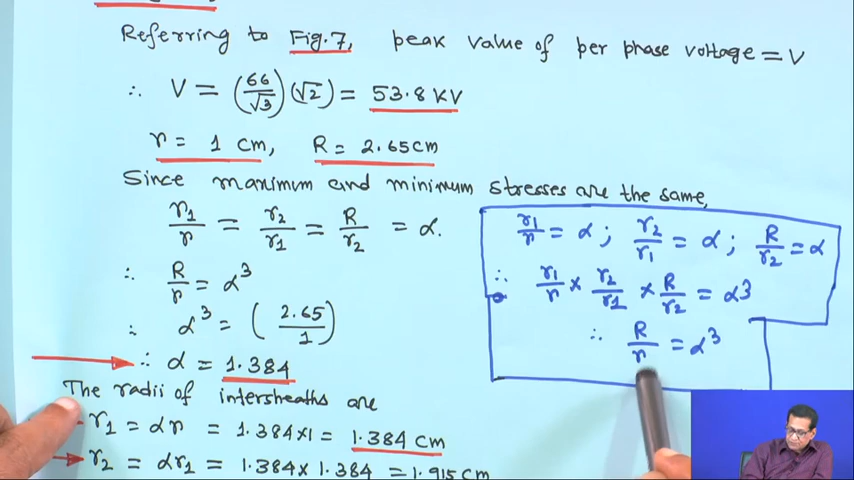 Referring to Fig.7, peak value of per phase voltage = V
∴ V = (66/√3)(√2) = 53.8 KV
r = 1 cm, R = 2.65cm
Since maximum and minimum stresses are the same,
r₁/r = r₂/r₁ = R/r₂ = α.
∴ R/r = α³
∴ α³ = (2.65/1)
∴ α = 1.384
The radii of intersheaths are
r₁ = αr = 1.384×1 = 1.384 cm
r₂ = αr₁ = 1.384 × 1.384 = 1.915 cm
r₁/r = α ; r₂/r₁ = α ; R/r₂ = α
∴ r₁/r × r₂/r₁ × R/r₂ = α³
∴ R/r = α³